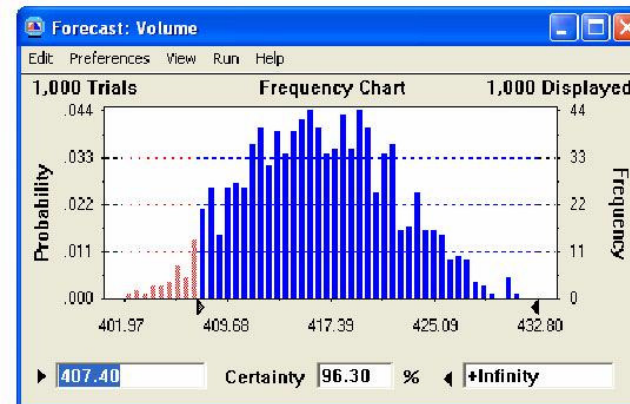 Forecast: Volume
Edit Preferences View Run Help
1,000 Trials Frequency Chart 1,000 Displayed
.044 44
.033 33
.022 22
.011 11
.000 0
Probability
Frequency
401.97 409.68 417.39 425.09 432.80
407.40 Certainty 96.30 % +Infinity